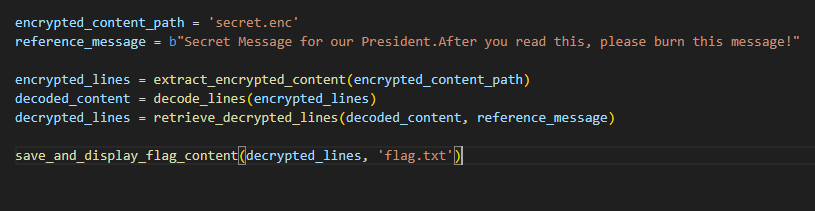 encrypted_content_path = 'secret.enc'
reference_message = b"Secret Message for our President.After you read this, please burn this message!"
encrypted_lines = extract_encrypted_content(encrypted_content_path)
decoded_content = decode_lines(encrypted_lines)
decrypted_lines = retrieve_decrypted_lines(decoded_content, reference_message)
save_and_display_flag_content(decrypted_lines, 'flag.txt')